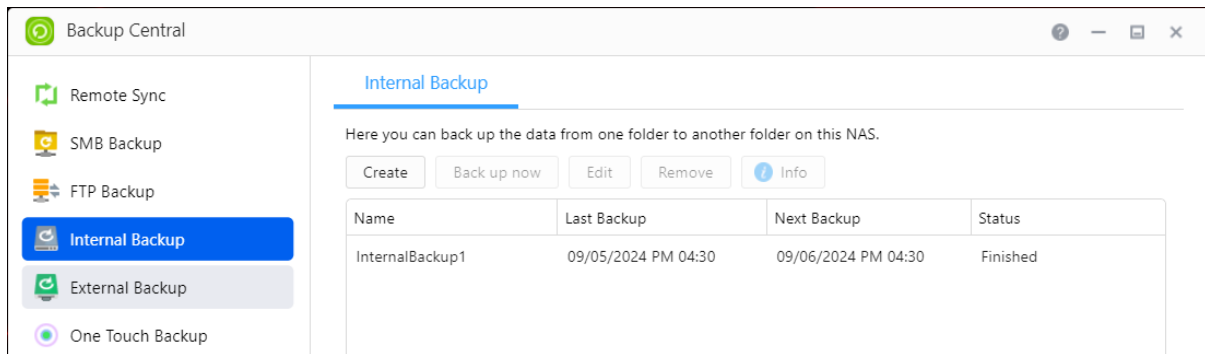 Backup Central
Remote Sync
SMB Backup
FTP Backup
Internal Backup
External Backup
One Touch Backup
Internal Backup
Here you can back up the data from one folder to another folder on this NAS.
Create Back up now Edit Remove Info
Name Last Backup Next Backup Status
InternalBackup1 09/05/2024 PM 04:30 09/06/2024 PM 04:30 Finished